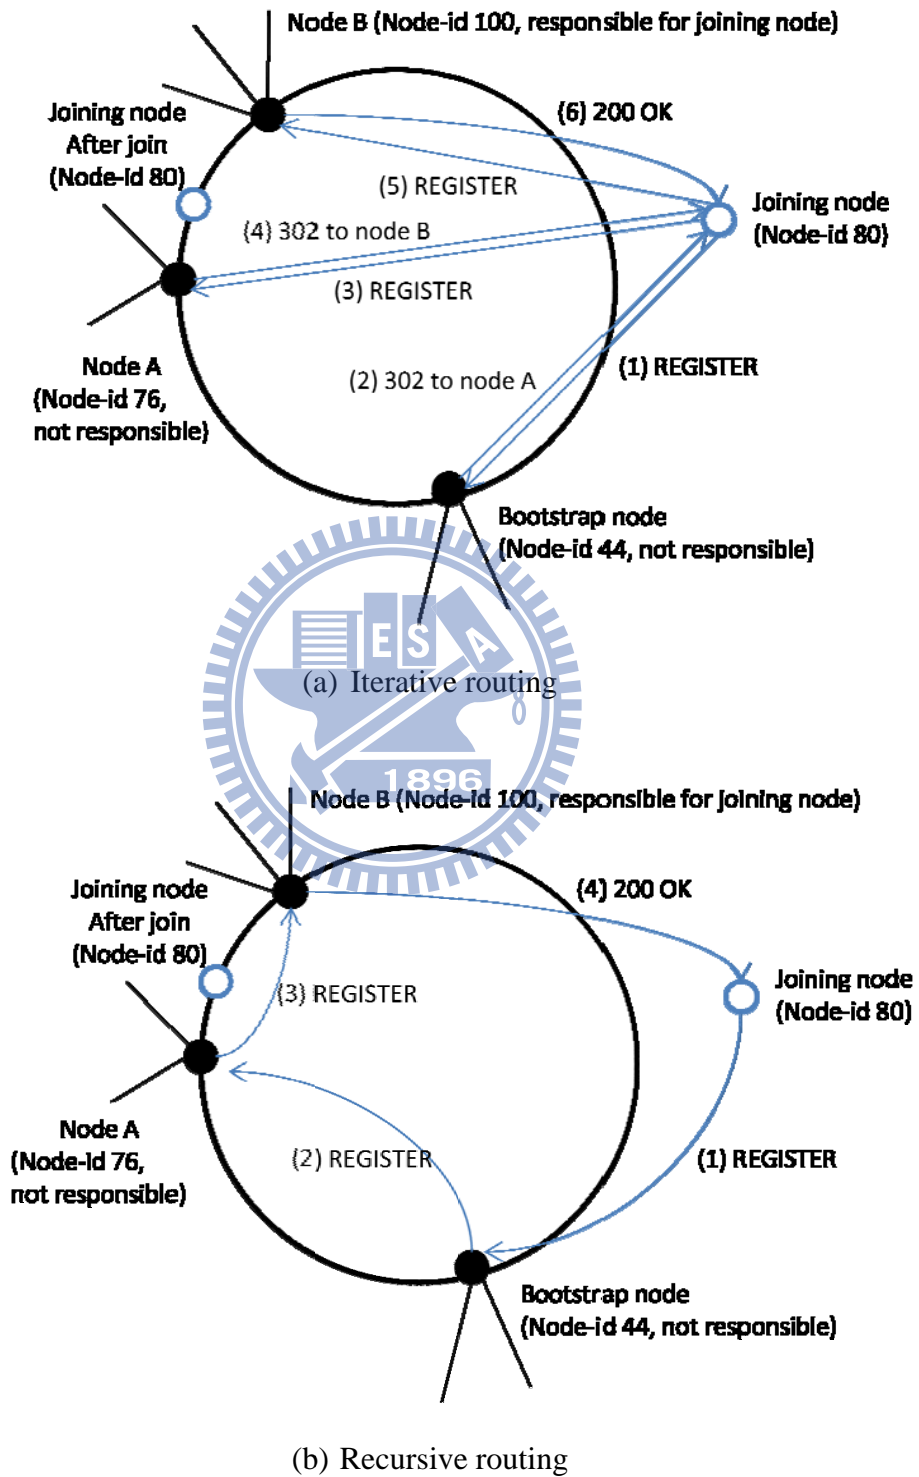 Node B (Node-id 100, responsible for joining node)
Joining node
After join
(Node-id 80)
(6) 200 OK
(5) REGISTER
Joining node
(Node-id 80)
(4) 302 to node B
(3) REGISTER
Node A
(Node-id 76,
not responsible)
(2) 302 to node A
(1) REGISTER
Bootstrap node
(Node-id 44, not responsible)
E S A
(a) Iterative routing
1896
Node B (Node-id 100, responsible for joining node)
Joining node
After join
(Node-id 80)
(4) 200 OK
(3) REGISTER
Joining node
(Node-id 80)
Node A
(Node-id 76,
not responsible)
(2) REGISTER
(1) REGISTER
Bootstrap node
(Node-id 44, not responsible)
(b) Recursive routing